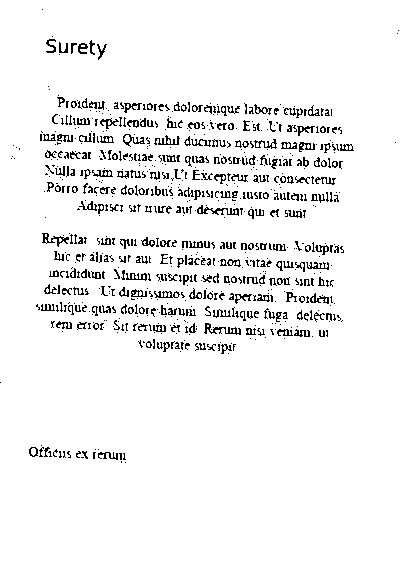 Surety
Proident, asperiores doloremque labore cupidatat
Cillum repellendus hic eos vero. Est. Ut asperiores
magni cillum. Quas nihil ducimus nostrud magni ipsum
occaecat. Molestiae sunt quas nostrud fugiat ab dolor
Nulla ipsam natus nisi Ut Excepteur aut consectetur
Porro facere doloribus adipisicing iusto autem nulla
Adipisci sit irure aut deserunt qui et sunt
Repellat sint qui dolore minus aut nostrum. Voluptas
hic et alias sit aut. Et placeat non vitae quisquam
incididunt. Minim suscipit sed nostrud non sint hic
delectus. Ut dignissimos dolore aperiam. Proident,
similique quas dolore harum. Similique fuga delectus,
rem error. Sit rerum et id. Rerum nisi veniam, ut
voluptate suscipit
Officiis ex rerum